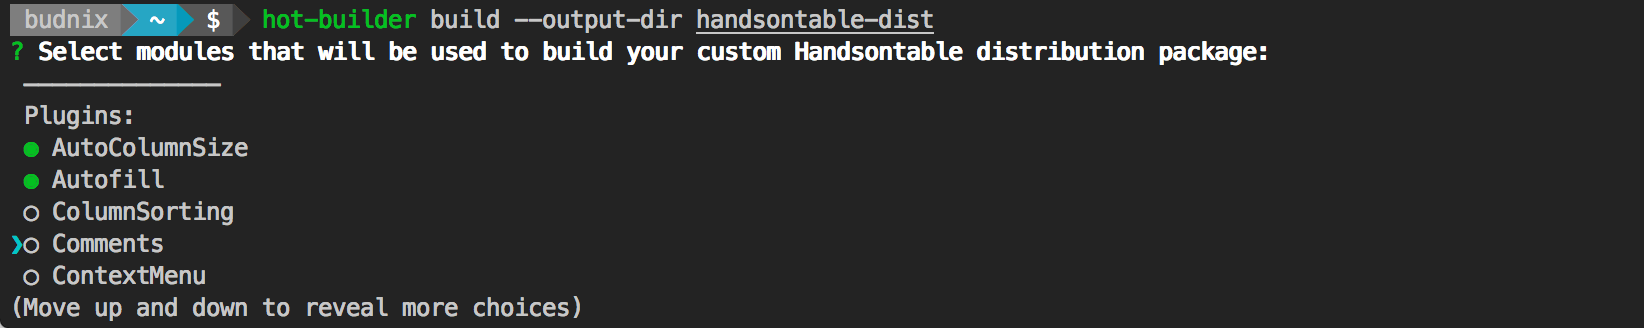 budnix ~ $ hot-builder build --output-dir handsontable-dist
? Select modules that will be used to build your custom Handsontable distribution package:
Plugins:
◉ AutoColumnSize
◉ Autofill
◯ ColumnSorting
❯◯ Comments
◯ ContextMenu
(Move up and down to reveal more choices)